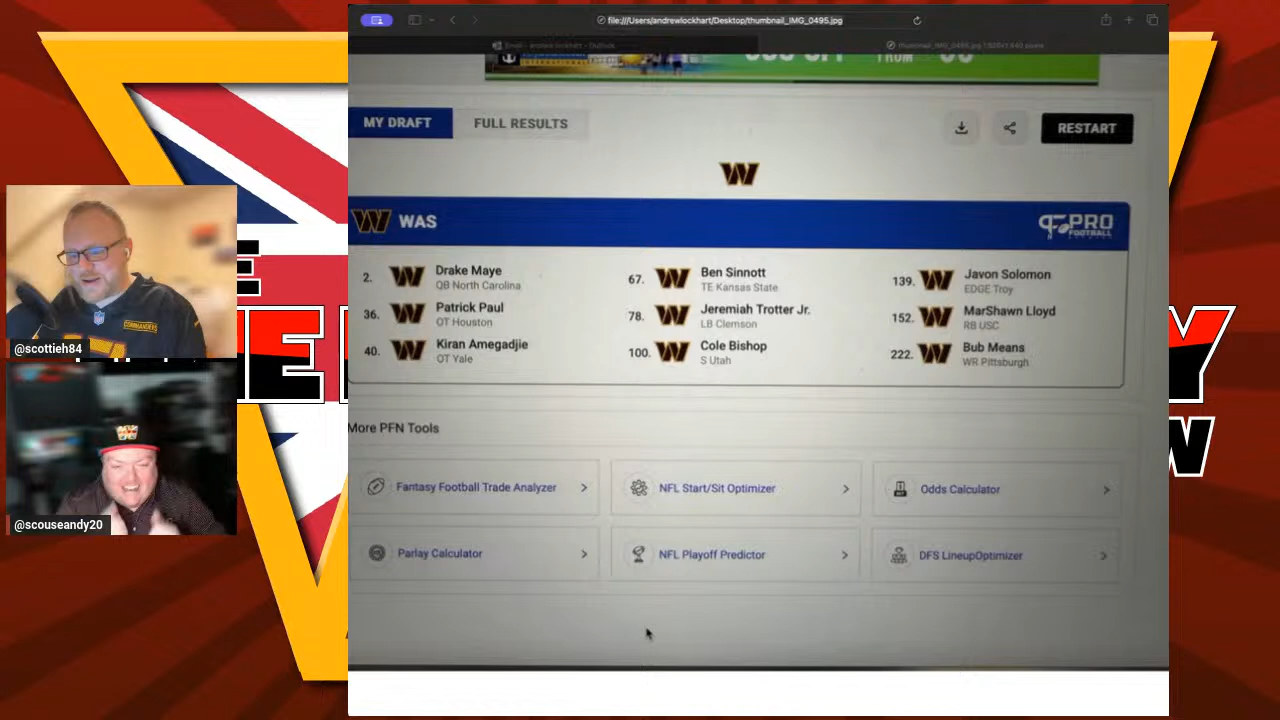 file:///Users/andrewlockhart/Desktop/thumbnail_IMG_0495.jpg
INTERNATIONAL
FROM
MY DRAFT
FULL RESULTS
RESTART
W
W WAS
PRO
FOOTBALL
2. W Drake Maye
QB North Carolina
36. W Patrick Paul
OT Houston
40. W Kiran Amegadjie
OT Yale
67. W Ben Sinnott
TE Kansas State
78. W Jeremiah Trotter Jr.
LB Clemson
100. W Cole Bishop
S Utah
139. W Javon Solomon
EDGE Troy
152. W MarShawn Lloyd
RB USC
222. W Bub Means
WR Pittsburgh
More PFN Tools
Fantasy Football Trade Analyzer
NFL Start/Sit Optimizer
Odds Calculator
Parlay Calculator
NFL Playoff Predictor
DFS LineupOptimizer
COMMANDERS
@scottieh84
@scouseandy20